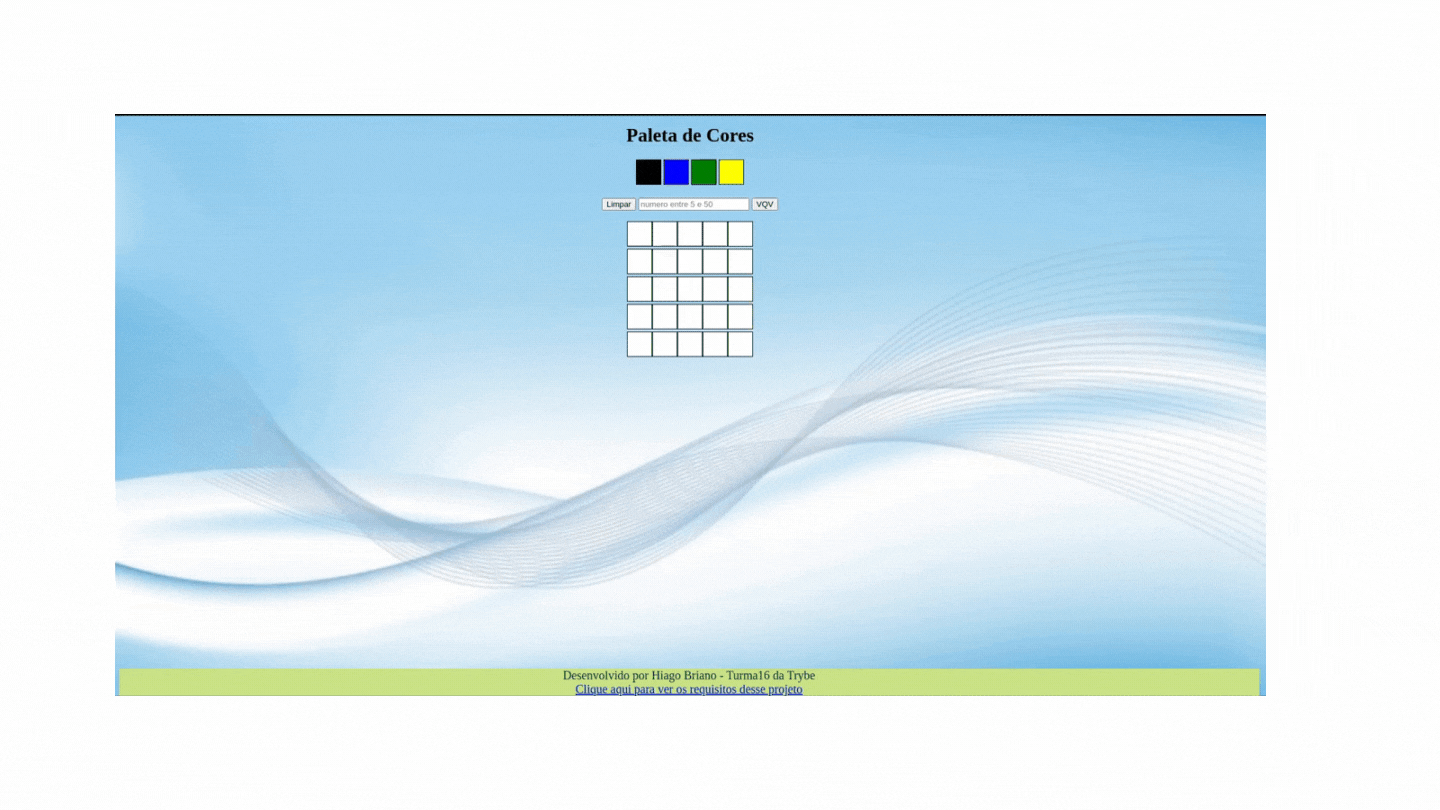 Paleta de Cores
Limpar numero entre 5 e 50 VQV
Desenvolvido por Hiago Briano - Turma16 da Trybe
Clique aqui para ver os requisitos desse projeto